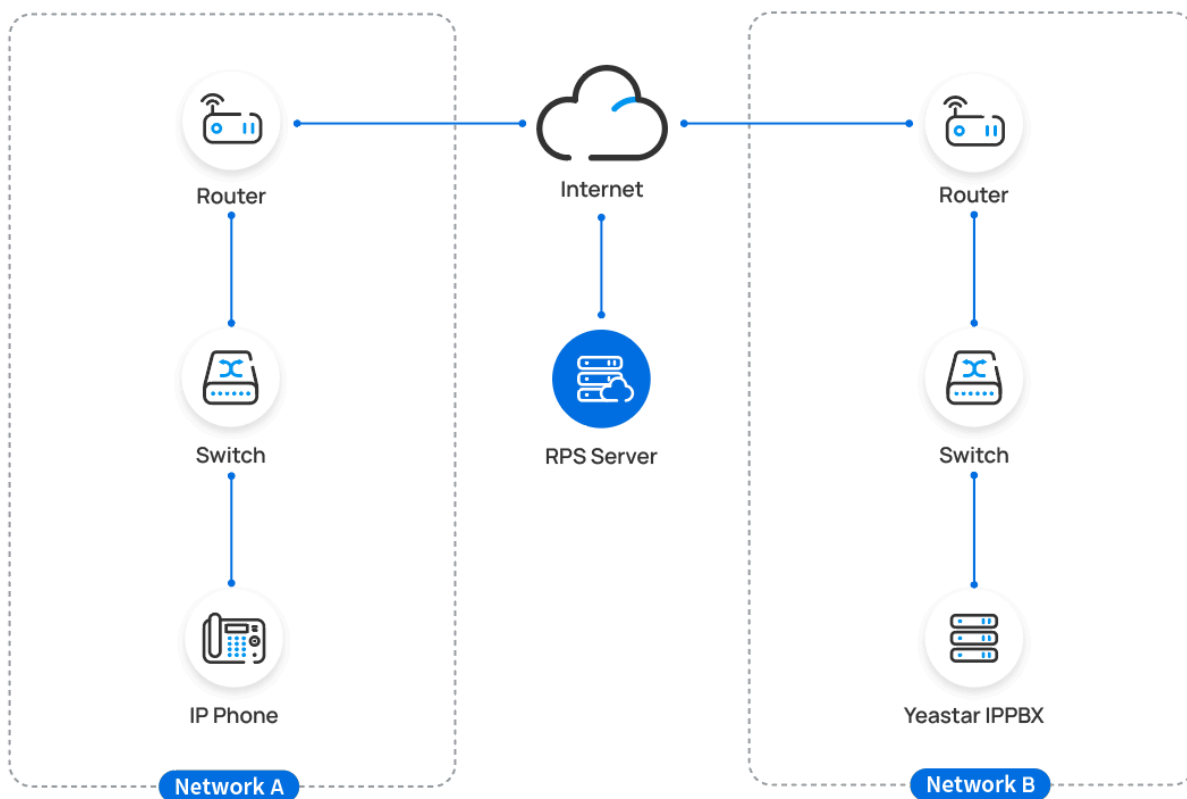 Router
Internet
Router
Switch
RPS Server
Switch
IP Phone
Yeastar IPPBX
Network A
Network B